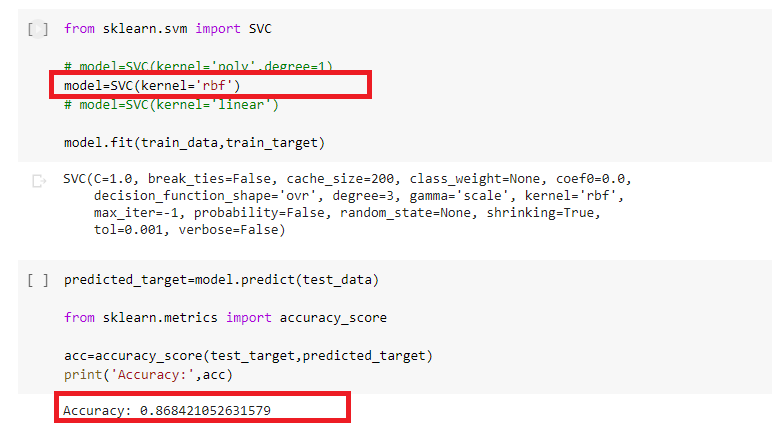 [ ] from sklearn.svm import SVC
# model=SVC(kernel='poly',degree=1)
model=SVC(kernel='rbf')
# model=SVC(kernel='linear')
model.fit(train_data,train_target)
SVC(C=1.0, break_ties=False, cache_size=200, class_weight=None, coef0=0.0,
decision_function_shape='ovr', degree=3, gamma='scale', kernel='rbf',
max_iter=-1, probability=False, random_state=None, shrinking=True,
tol=0.001, verbose=False)
[ ] predicted_target=model.predict(test_data)
from sklearn.metrics import accuracy_score
acc=accuracy_score(test_target,predicted_target)
print('Accuracy:',acc)
Accuracy: 0.868421052631579